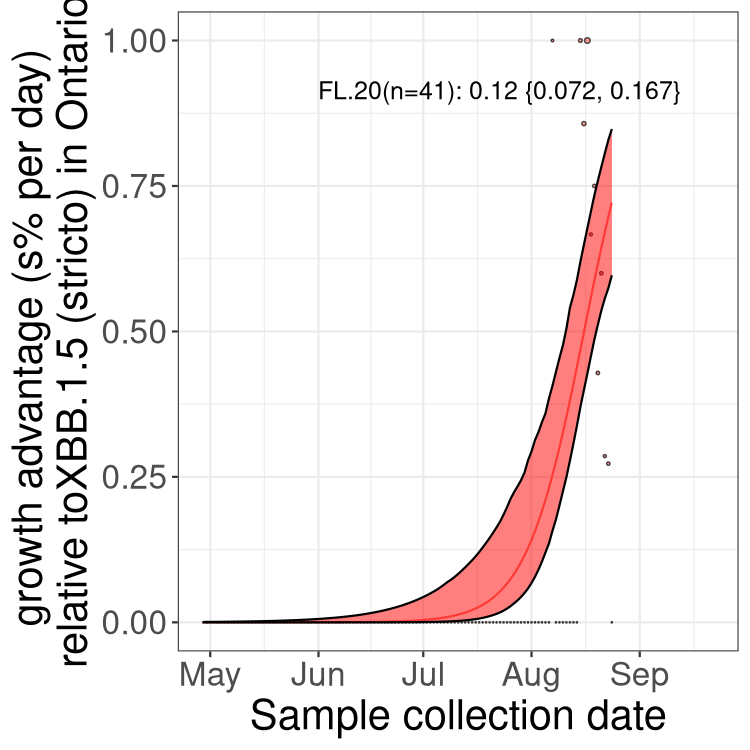 growth advantage (s% per day)
relative toXBB.1.5 (stricto) in Ontario
1.00
0.75
0.50
0.25
0.00
FL.20(n=41): 0.12 {0.072, 0.167}
May Jun Jul Aug Sep
Sample collection date